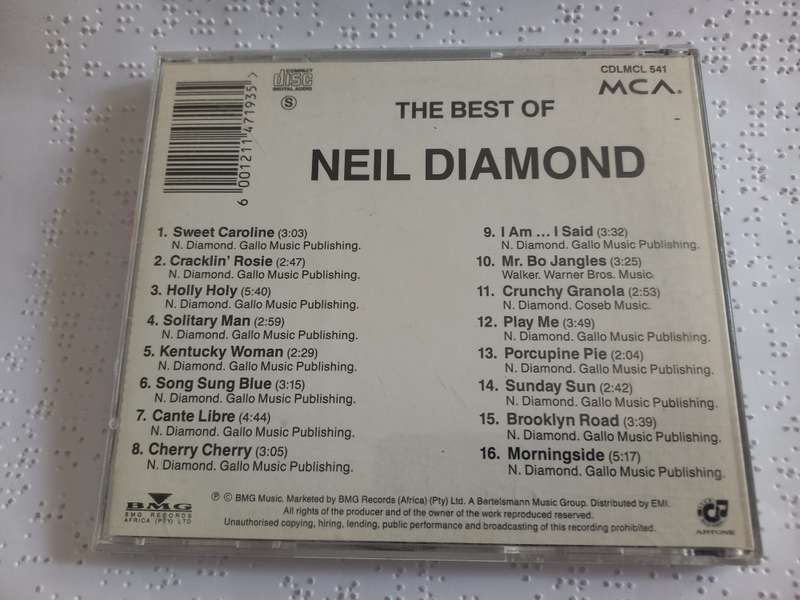 COMPACT
disc
DIGITAL AUDIO
S
6 001211 471935 >
CDLMCL 541
MCA.
THE BEST OF
NEIL DIAMOND
1. Sweet Caroline (3:03)
N. Diamond. Gallo Music Publishing.
2. Cracklin' Rosie (2:47)
N. Diamond. Gallo Music Publishing.
3. Holly Holy (5:40)
N. Diamond. Gallo Music Publishing.
4. Solitary Man (2:59)
N. Diamond. Gallo Music Publishing.
5. Kentucky Woman (2:29)
N. Diamond. Gallo Music Publishing.
6. Song Sung Blue (3:15)
N. Diamond. Gallo Music Publishing.
7. Cante Libre (4:44)
N. Diamond. Gallo Music Publishing.
8. Cherry Cherry (3:05)
N. Diamond. Gallo Music Publishing.
9. I Am ... I Said (3:32)
N. Diamond. Gallo Music Publishing.
10. Mr. Bo Jangles (3:25)
Walker. Warner Bros. Music.
11. Crunchy Granola (2:53)
N. Diamond. Coseb Music.
12. Play Me (3:49)
N. Diamond. Gallo Music Publishing.
13. Porcupine Pie (2:04)
N. Diamond. Gallo Music Publishing.
14. Sunday Sun (2:42)
N. Diamond. Gallo Music Publishing.
15. Brooklyn Road (3:39)
N. Diamond. Gallo Music Publishing.
16. Morningside (5:17)
N. Diamond. Gallo Music Publishing.
BMG
BMG RECORDS
AFRICA (PTY) LTD
℗ © BMG Music. Marketed by BMG Records (Africa) (Pty) Ltd. A Bertelsmann Music Group. Distributed by EMI.
All rights of the producer and of the owner of the work reproduced reserved.
Unauthorised copying, hiring, lending, public performance and broadcasting of this recording prohibited.
ARTONE